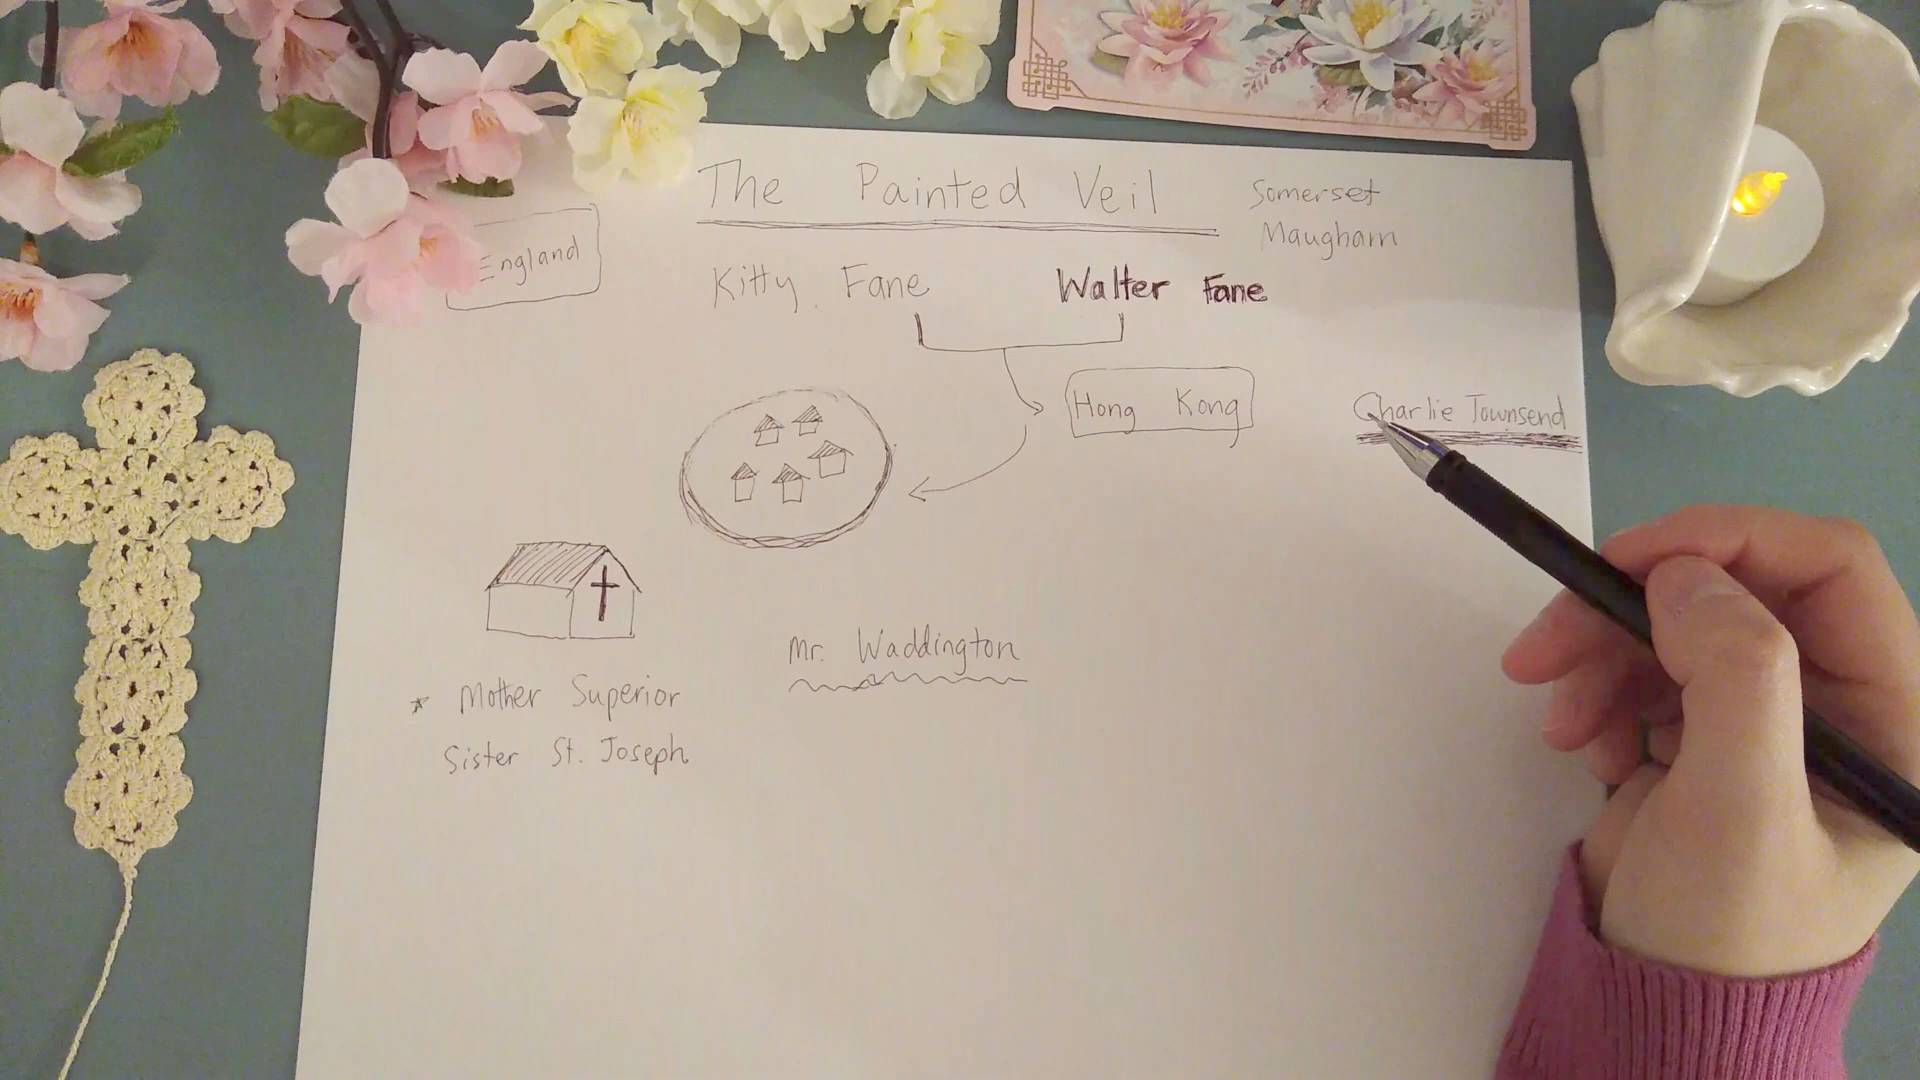 The Painted Veil
Somerset
Maugham
England
Kitty Fane
Walter Fane
Hong Kong
Charlie Townsend
Mr. Waddington
* Mother Superior
Sister St. Joseph